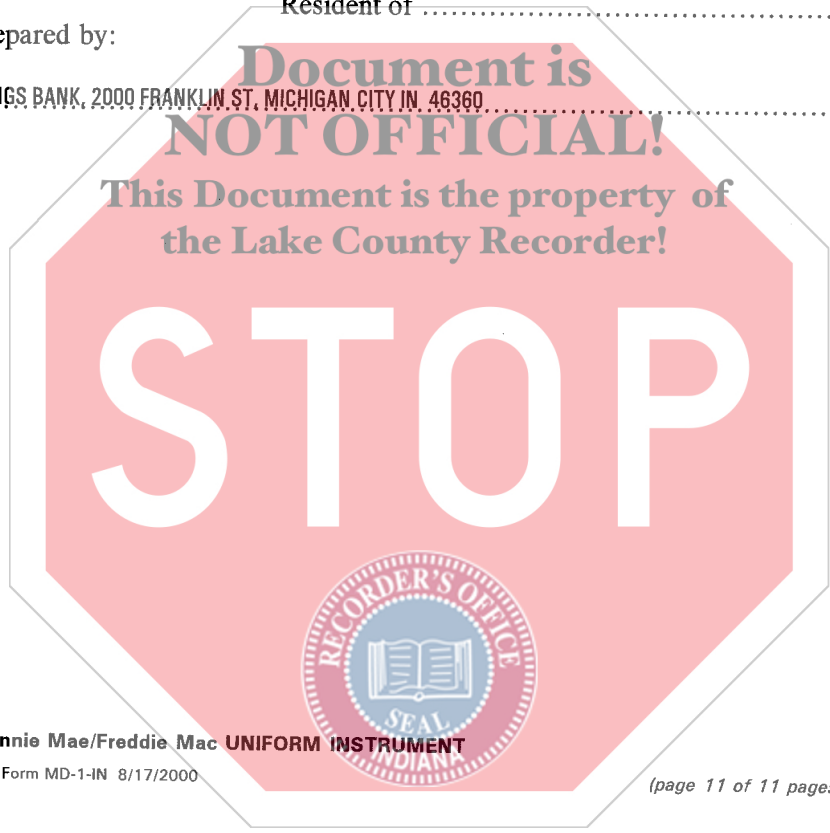 Resident of
epared by:
Document is
GS BANK, 2000 FRANKLIN ST, MICHIGAN CITY IN 46360
NOT OFFICIAL!
This Document is the property of
the Lake County Recorder!
STOP
RECORDER'S OFFICE
SEAL
INDIANA
nnie Mae/Freddie Mac UNIFORM INSTRUMENT
Form MD-1-IN 8/17/2000
(page 11 of 11 pages